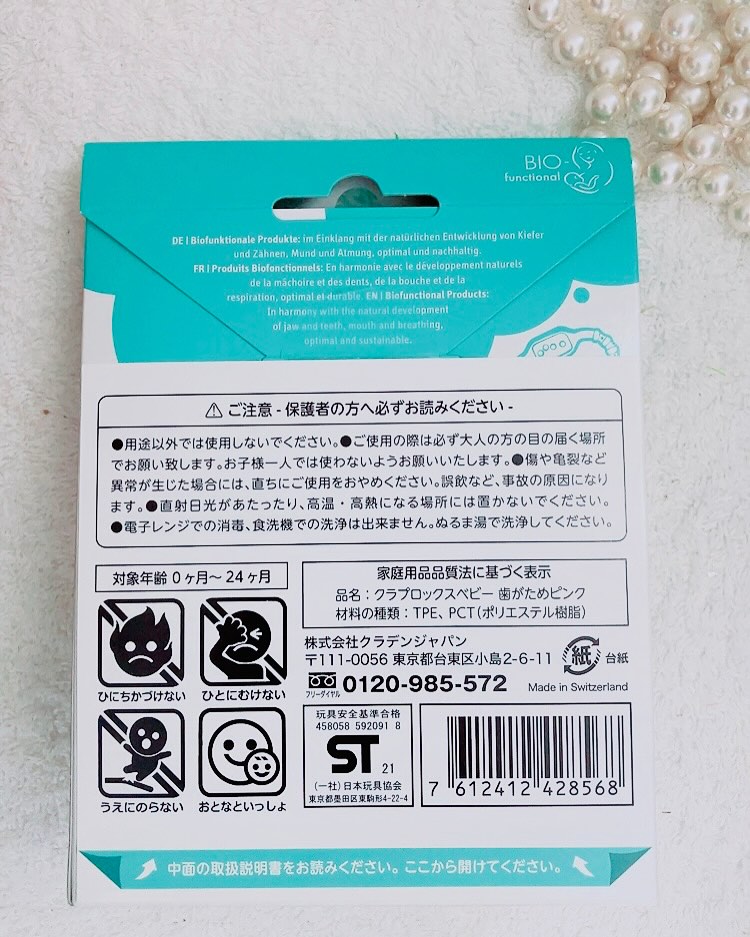 BIO-
functional
DE | Biofunktionale Produkte: im Einklang mit der natürlichen Entwicklung von Kiefer
und Zähnen, Mund und Atmung, optimal und nachhaltig.
FR | Produits Biofonctionnels: En harmonie avec le développement naturels
de la mâchoire et des dents, de la bouche et de la
respiration, optimal et durable. EN | Biofunctional Products:
In harmony with the natural development
of jaw and teeth, mouth and breathing,
optimal and sustainable.
⚠ ご注意 - 保護者の方へ必ずお読みください -
●用途以外では使用しないでください。●ご使用の際は必ず大人の方の目の届く場所
でお願い致します。お子様一人では使わないようお願いいたします。●傷や亀裂など
異常が生じた場合には、直ちにご使用をおやめください。誤飲など、事故の原因になり
ます。●直射日光があたったり、高温・高熱になる場所には置かないでください。
●電子レンジでの消毒、食洗機での洗浄は出来ません。ぬるま湯で洗浄してください。
対象年齢 0ヶ月～24ヶ月
ひにちかづけない
ひとにむけない
うえにのらない
おとなといっしょ
家庭用品品質法に基づく表示
品名：クラプロックスベビー 歯がためピンク
材料の種類：TPE、PCT(ポリエステル樹脂)
株式会社クラデンジャパン
〒111-0056 東京都台東区小島2-6-11
紙 台紙
フリーダイヤル 0120-985-572
Made in Switzerland
玩具安全基準合格
458058 592091 8
ST 21
(一社)日本玩具協会
東京都墨田区東駒形4-22-4
7 612412 428568
中面の取扱説明書をお読みください。ここから開けてください。